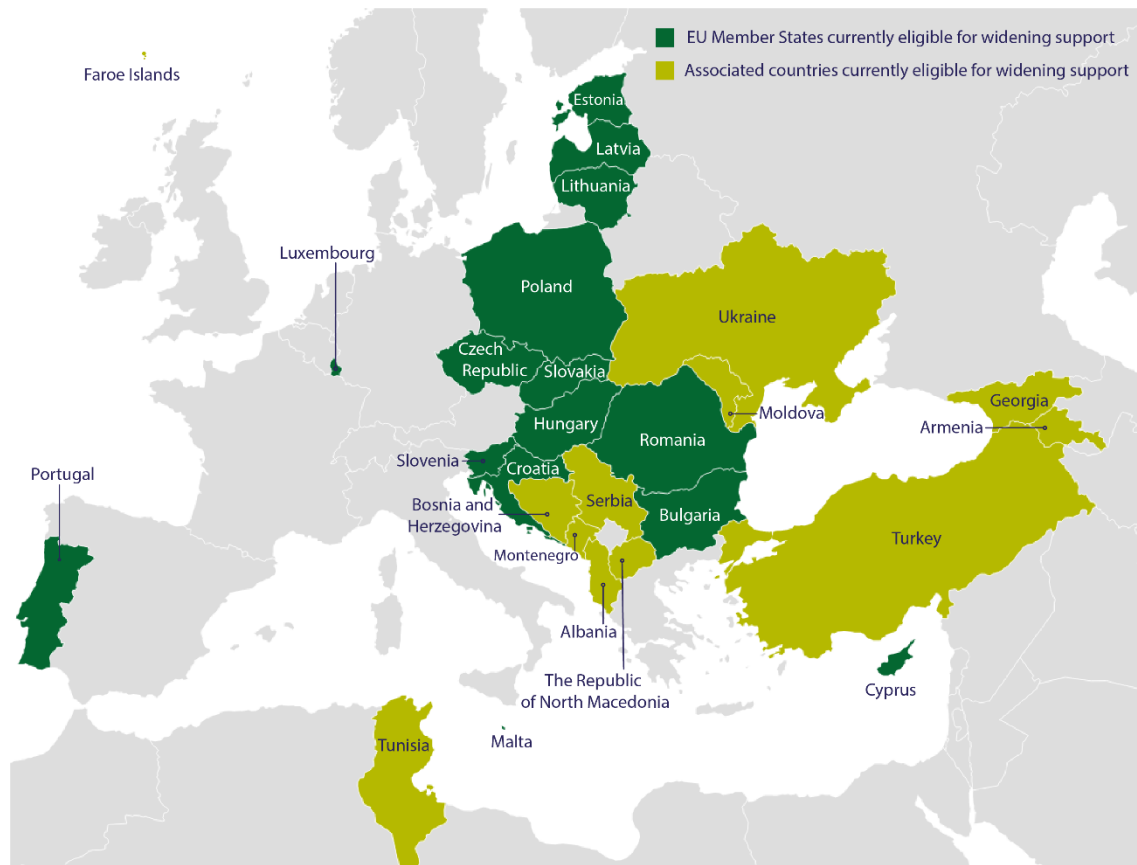 EU Member States currently eligible for widening support
Associated countries currently eligible for widening support
Faroe Islands
Estonia
Latvia
Lithuania
Luxembourg
Poland
Ukraine
Czech
Republic
Slovakia
Georgia
Moldova
Armenia
Hungary
Romania
Slovenia
Croatia
Portugal
Bosnia and
Herzegovina
Serbia
Bulgaria
Turkey
Montenegro
Albania
The Republic
of North Macedonia
Cyprus
Malta
Tunisia